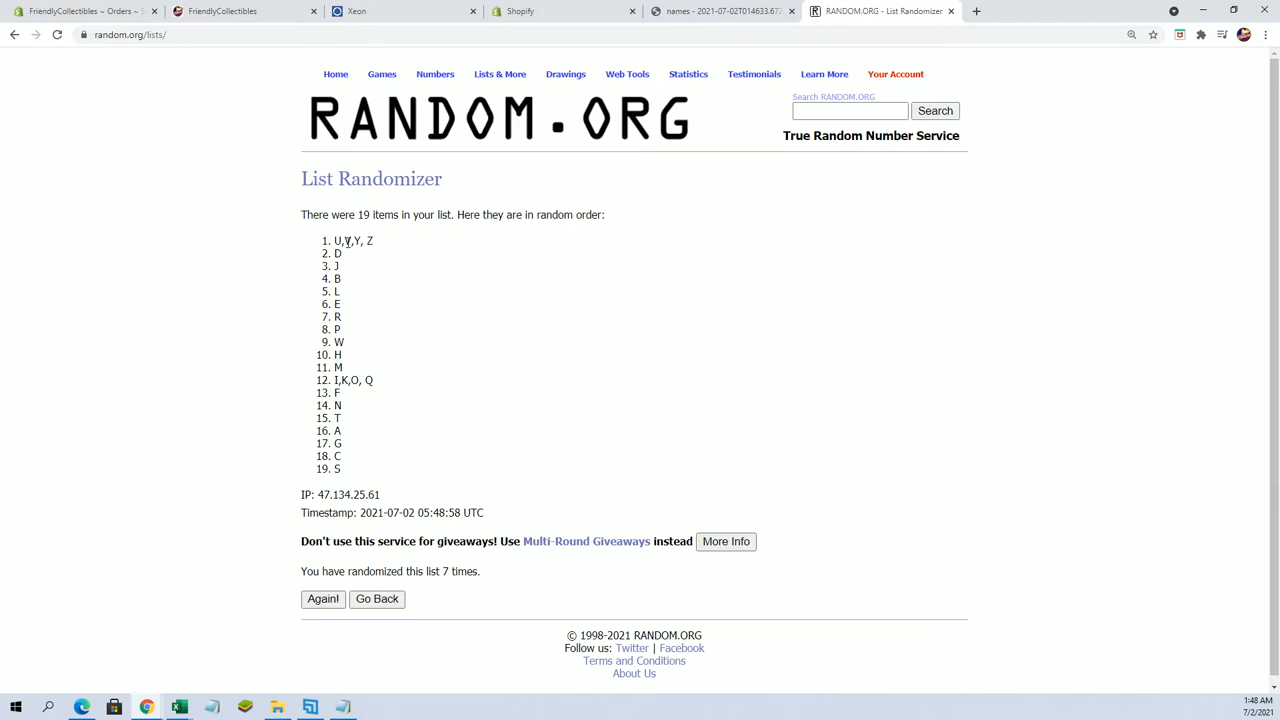 FriendlyCollectibles ~ Orders ~ S
FriendlyCollectibles
Xeon
Shopify
names - 2021-07-02T014633.673
RANDOM.ORG - List Randomizer
random.org/lists/
Home Games Numbers Lists & More Drawings Web Tools Statistics Testimonials Learn More Your Account
RANDOM.ORG
Search RANDOM.ORG
Search
True Random Number Service
List Randomizer
There were 19 items in your list. Here they are in random order:
1. U,V,Y, Z
2. D
3. J
4. B
5. L
6. E
7. R
8. P
9. W
10. H
11. M
12. I,K,O, Q
13. F
14. N
15. T
16. A
17. G
18. C
19. S
IP: 47.134.25.61
Timestamp: 2021-07-02 05:48:58 UTC
Don't use this service for giveaways! Use Multi-Round Giveaways instead More Info
You have randomized this list 7 times.
Again! Go Back
© 1998-2021 RANDOM.ORG
Follow us: Twitter | Facebook
Terms and Conditions
About Us
1:48 AM
7/2/2021